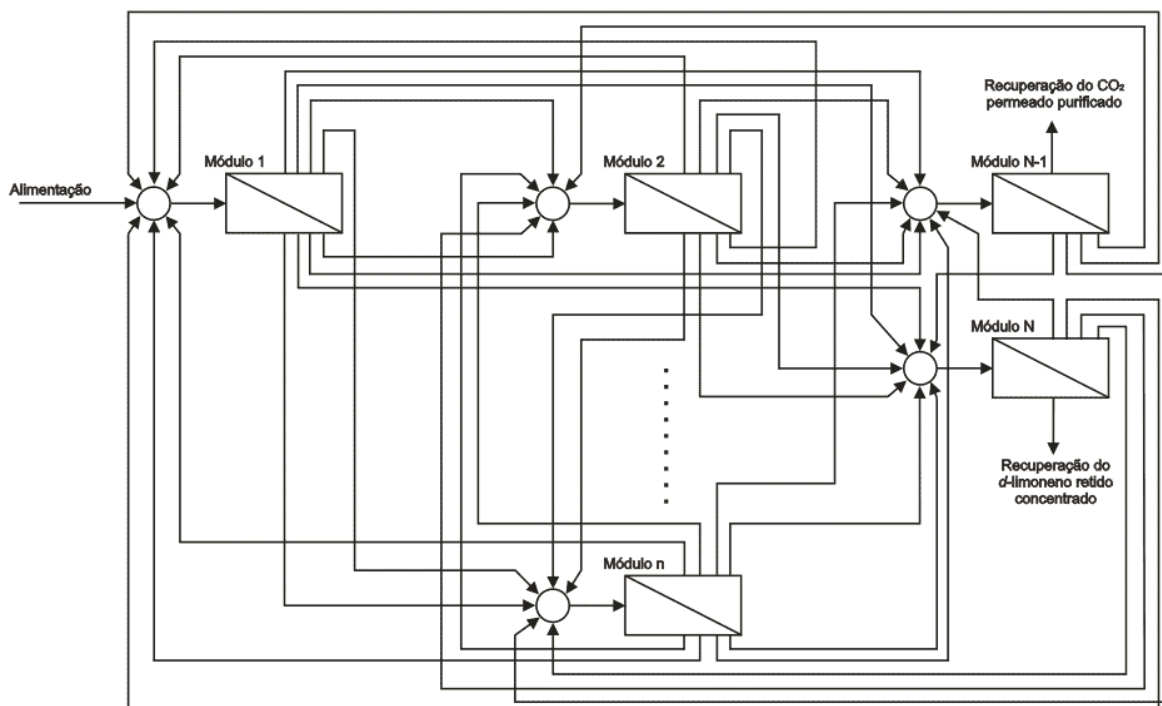 Recuperação do CO₂
permeado purificado
Módulo 1
Módulo 2
Módulo N-1
Alimentação
Módulo N
Recuperação do
d-limoneno retido
concentrado
Módulo n